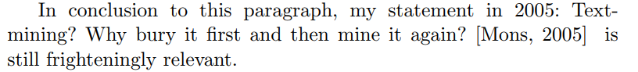 In conclusion to this paragraph, my statement in 2005: Text-
mining? Why bury it first and then mine it again? [Mons, 2005] is
still frighteningly relevant.